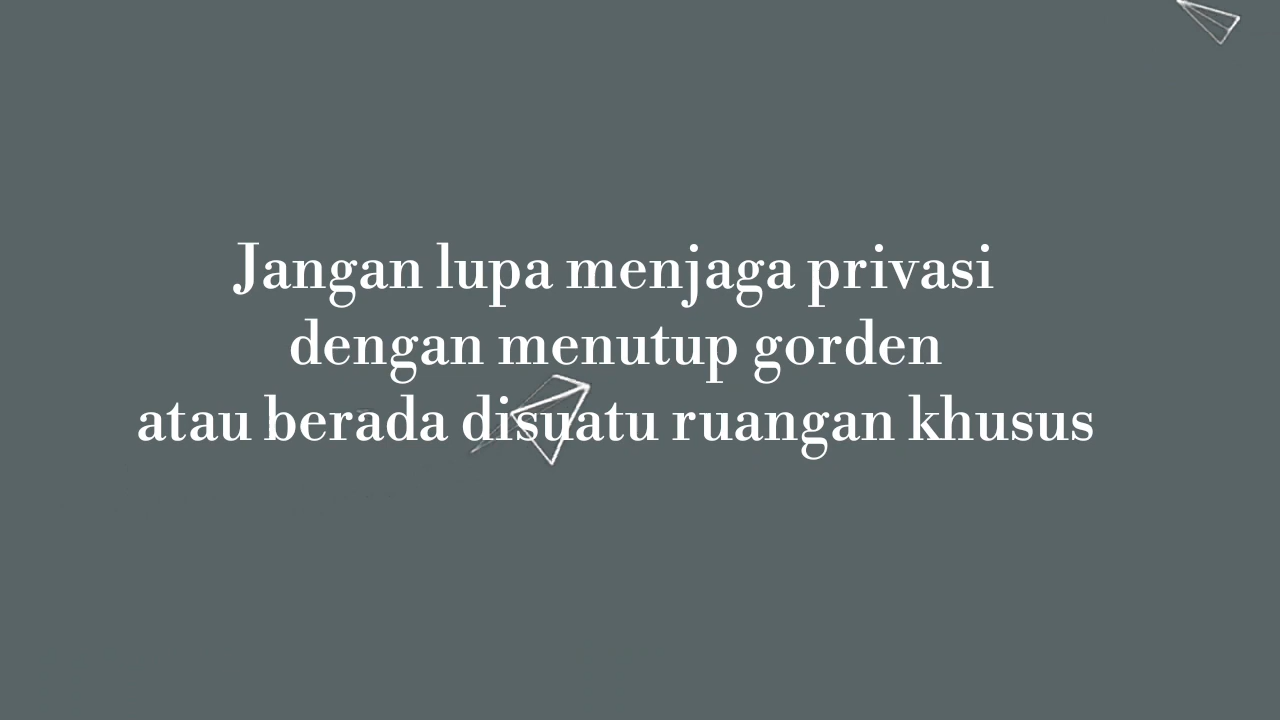 Jangan lupa menjaga privasi
dengan menutup gorden
atau berada disuatu ruangan khusus